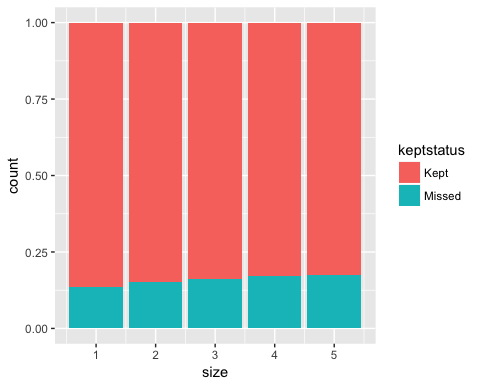 1.00
0.75
0.50
0.25
0.00
count
1 2 3 4 5
size
keptstatus
Kept
Missed